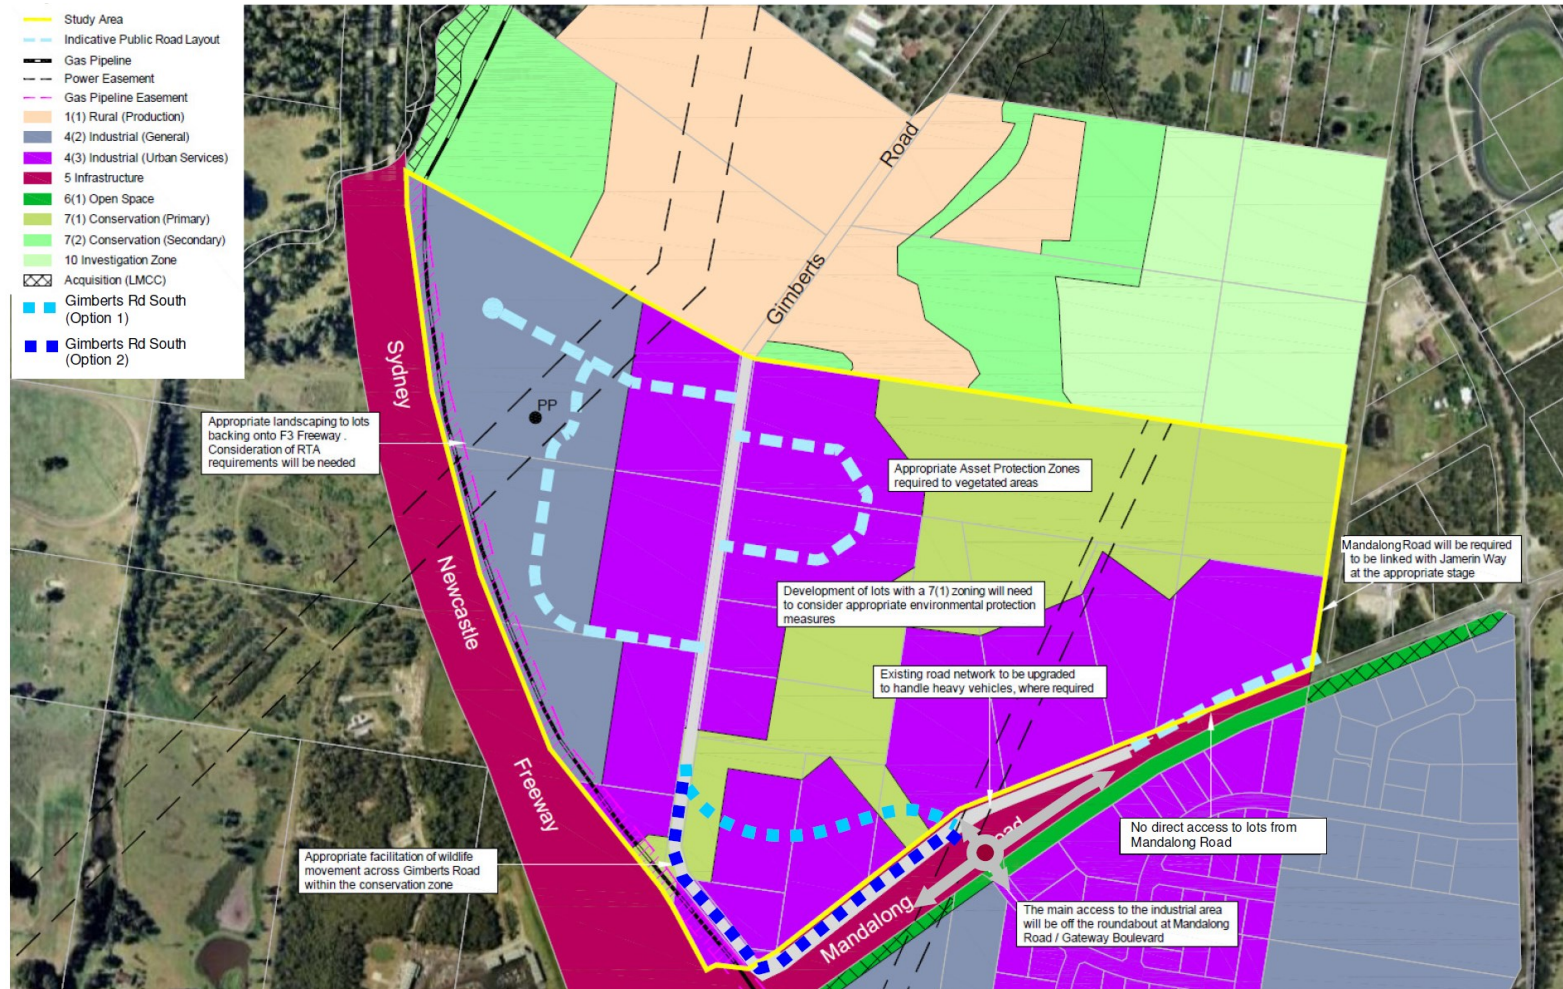 Study Area
Indicative Public Road Layout
Gas Pipeline
Power Easement
Gas Pipeline Easement
1(1) Rural (Production)
4(2) Industrial (General)
4(3) Industrial (Urban Services)
5 Infrastructure
6(1) Open Space
7(1) Conservation (Primary)
7(2) Conservation (Secondary)
10 Investigation Zone
Acquisition (LMCC)
Gimberts Rd South
(Option 1)
Gimberts Rd South
(Option 2)
Gimberts Road
Sydney
Newcastle
Freeway
PP
Appropriate landscaping to lots
backing onto F3 Freeway .
Consideration of RTA
requirements will be needed
Appropriate Asset Protection Zones
required to vegetated areas
Mandalong Road will be required
to be linked with Jamerin Way
at the appropriate stage
Development of lots with a 7(1) zoning will need
to consider appropriate environmental protection
measures
Existing road network to be upgraded
to handle heavy vehicles, where required
No direct access to lots from
Mandalong Road
Appropriate facilitation of wildlife
movement across Gimberts Road
within the conservation zone
Mandalong
The main access to the industrial area
will be off the roundabout at Mandalong
Road / Gateway Boulevard